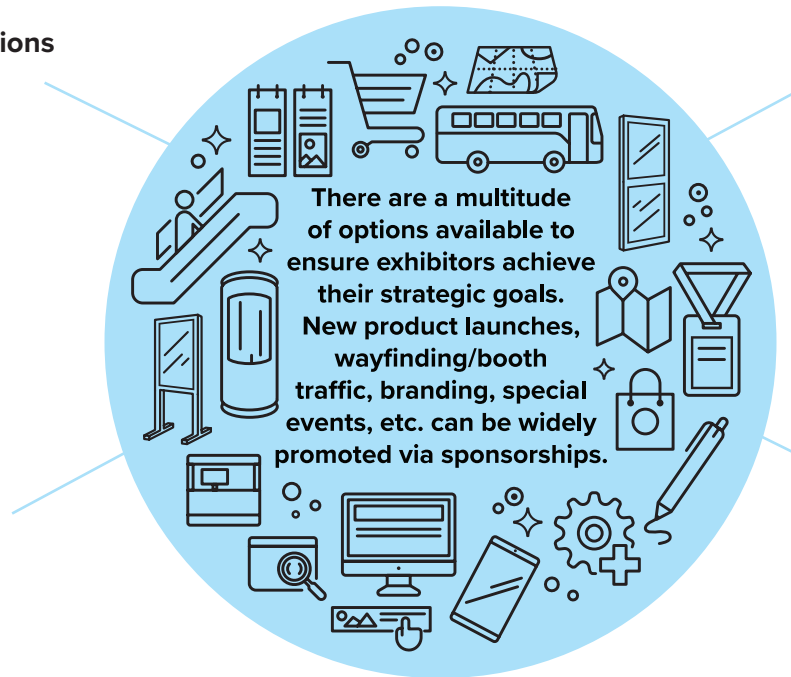 ions
There are a multitude
of options available to
ensure exhibitors achieve
their strategic goals.
New product launches,
wayfinding/booth
traffic, branding, special
events, etc. can be widely
promoted via sponsorships.